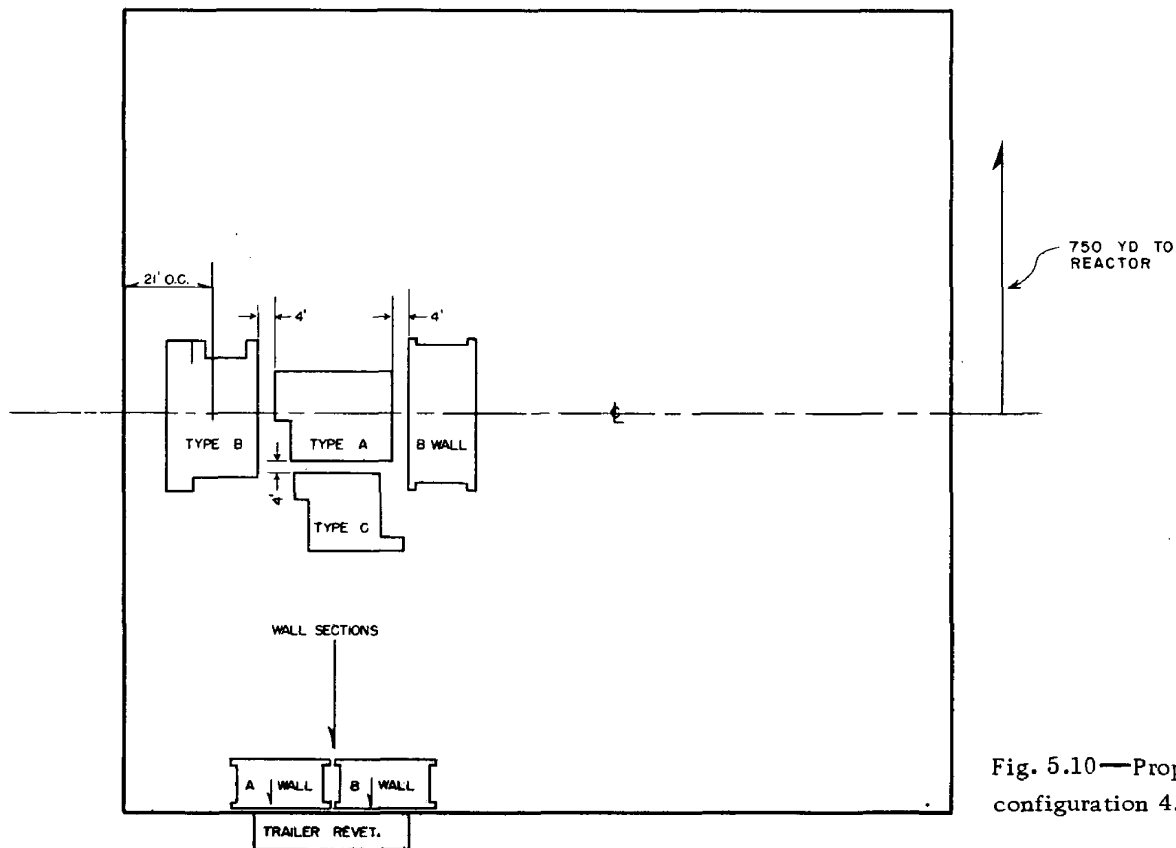 750 YD TO
REACTOR
21' O.C.
4'
4'
TYPE B
TYPE A
B WALL
4'
TYPE C
WALL SECTIONS
A WALL
B WALL
TRAILER REVET.
Fig. 5.10—Prop
configuration 4.